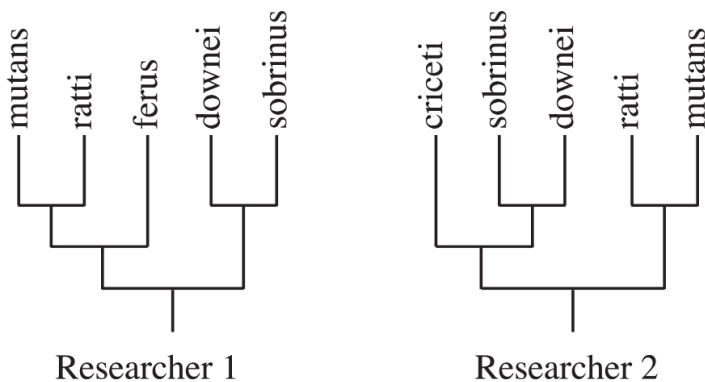 mutans
ratti
ferus
downei
sobrinus
criceti
sobrinus
downei
ratti
mutans
Researcher 1
Researcher 2